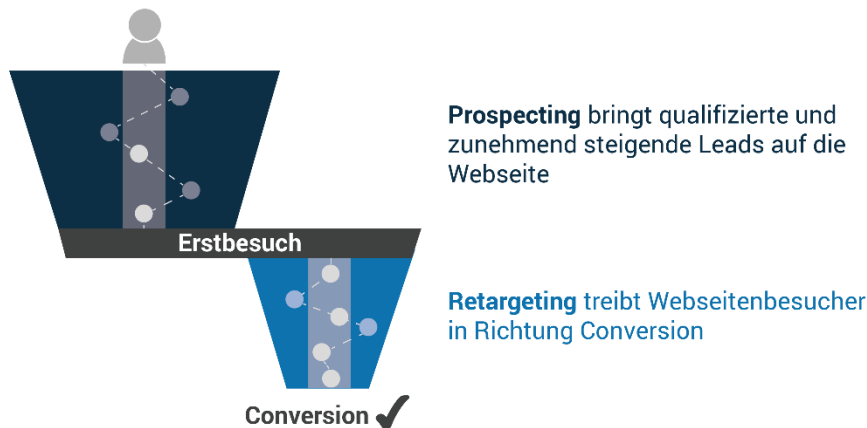 Prospecting bringt qualifizierte und
zunehmend steigende Leads auf die
Webseite
Erstbesuch
Retargeting treibt Webseitenbesucher
in Richtung Conversion
Conversion